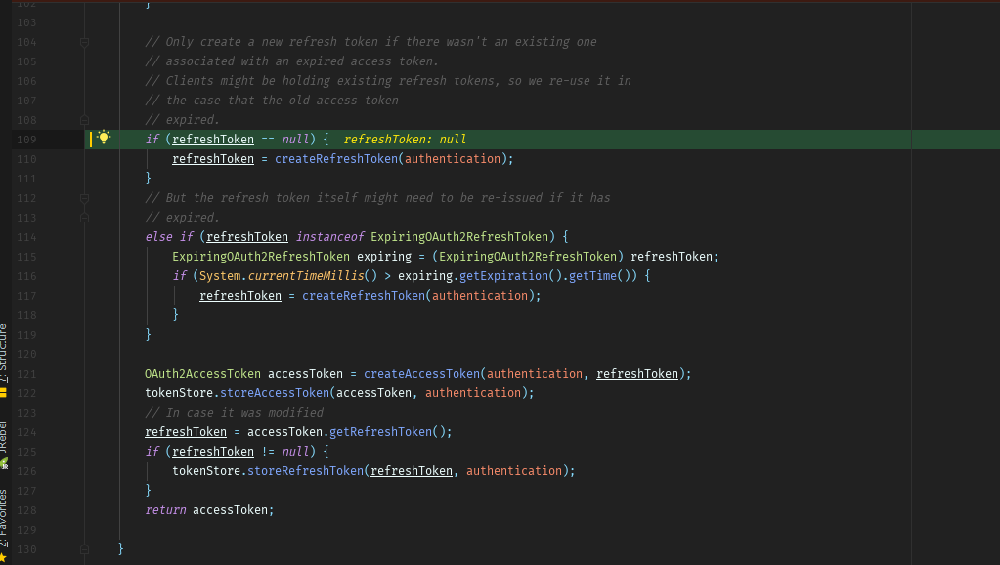 102 }
103
104 // Only create a new refresh token if there wasn't an existing one
105 // associated with an expired access token.
106 // Clients might be holding existing refresh tokens, so we re-use it in
107 // the case that the old access token
108 // expired.
109 if (refreshToken == null) { refreshToken: null
110 refreshToken = createRefreshToken(authentication);
111 }
112 // But the refresh token itself might need to be re-issued if it has
113 // expired.
114 else if (refreshToken instanceof ExpiringOAuth2RefreshToken) {
115 ExpiringOAuth2RefreshToken expiring = (ExpiringOAuth2RefreshToken) refreshToken;
116 if (System.currentTimeMillis() > expiring.getExpiration().getTime()) {
117 refreshToken = createRefreshToken(authentication);
118 }
119 }
120
121 OAuth2AccessToken accessToken = createAccessToken(authentication, refreshToken);
122 tokenStore.storeAccessToken(accessToken, authentication);
123 // In case it was modified
124 refreshToken = accessToken.getRefreshToken();
125 if (refreshToken != null) {
126 tokenStore.storeRefreshToken(refreshToken, authentication);
127 }
128 return accessToken;
129
130 }
7: Structure
JRebel
2: Favorites